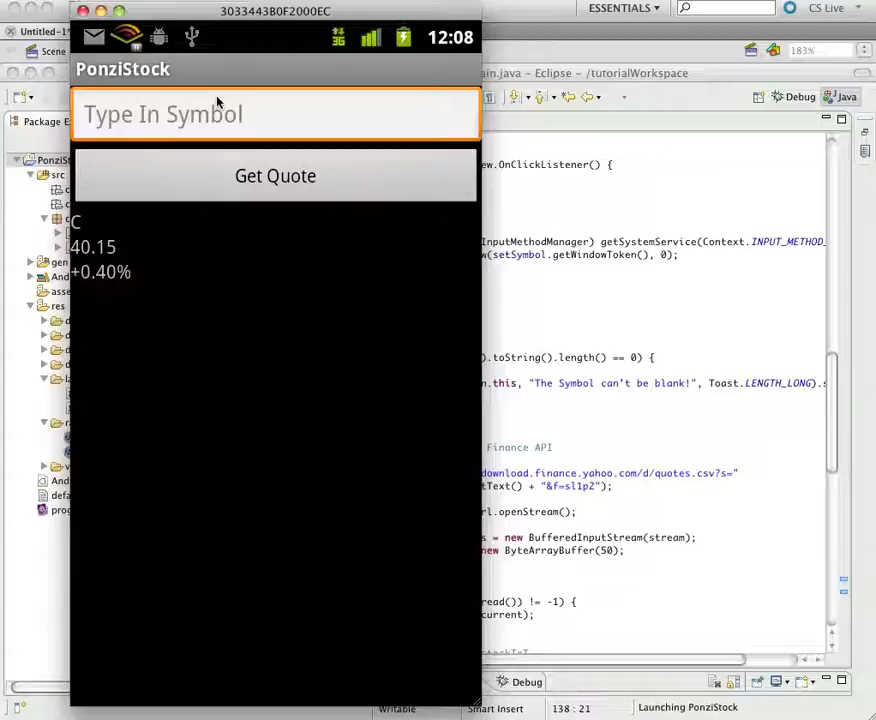 3033443B0F2000EC
ESSENTIALS
CS Live
Untitled-1
3G
12:08
Scene
183%
PonziStock
ain.java - Eclipse - /tutorialWorkspace
Type In Symbol
Debug
Java
Package E
ew.OnClickListener() {
PonziSt
Get Quote
src
C
InputMethodManager) getSystemService(Context.INPUT_METHOD_
40.15
w(setSymbol.getWindowToken(), 0);
gen
+0.40%
And
asse
res
).toString().length() == 0) {
n.this, "The Symbol can't be blank!", Toast.LENGTH_LONG).s
Finance API
download.finance.yahoo.com/d/quotes.csv?s="
tText() + "&f=sl1p2");
And
defa
prog
rl.openStream();
s = new BufferedInputStream(stream);
new ByteArrayBuffer(50);
read()) != -1) {
current);
Debug
Writable
Smart Insert
138 : 21
Launching PonziStock